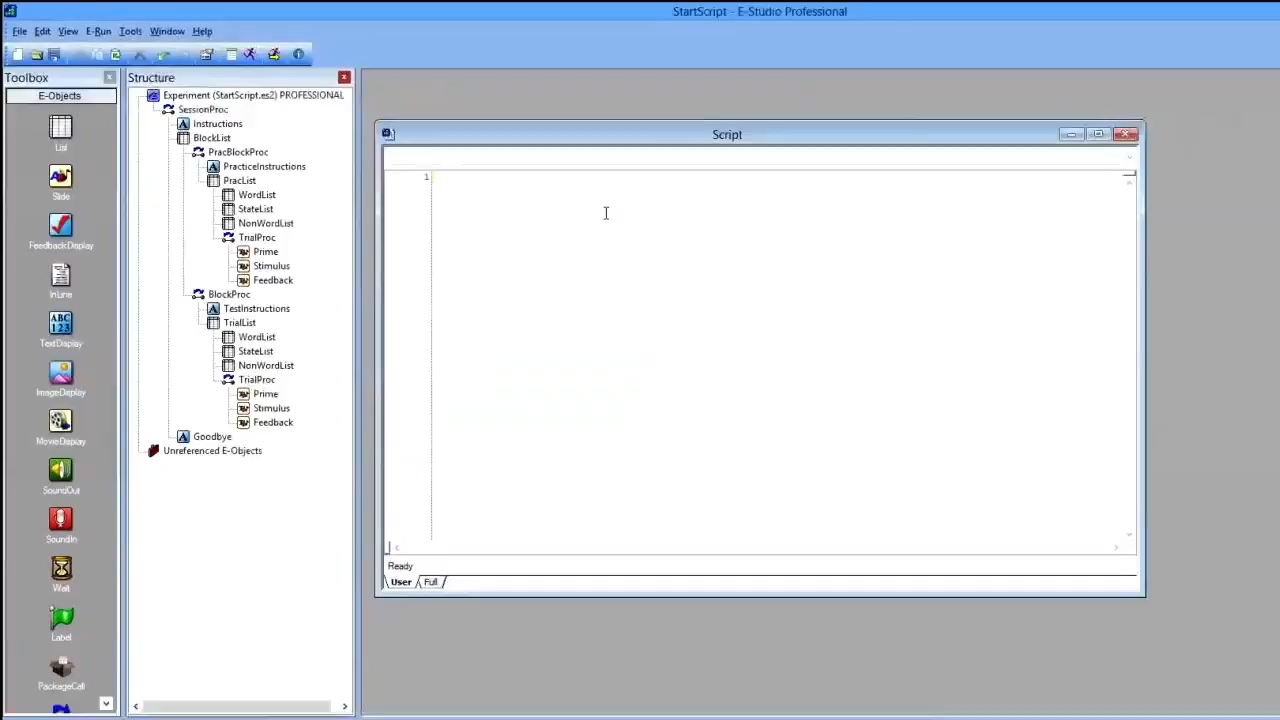 StartScript - E-Studio Professional
File Edit View E-Run Tools Window Help
Toolbox
E-Objects
List
Slide
FeedbackDisplay
InLine
ABC
123
TextDisplay
ImageDisplay
MovieDisplay
SoundOut
SoundIn
Wait
Label
PackageCall
Structure
Experiment (StartScript.es2) PROFESSIONAL
SessionProc
Instructions
BlockList
PracBlockProc
PracticeInstructions
PracList
WordList
StateList
NonWordList
TrialProc
Prime
Stimulus
Feedback
BlockProc
TestInstructions
TrialList
WordList
StateList
NonWordList
TrialProc
Prime
Stimulus
Feedback
Goodbye
Unreferenced E-Objects
Script
1
Ready
User Full